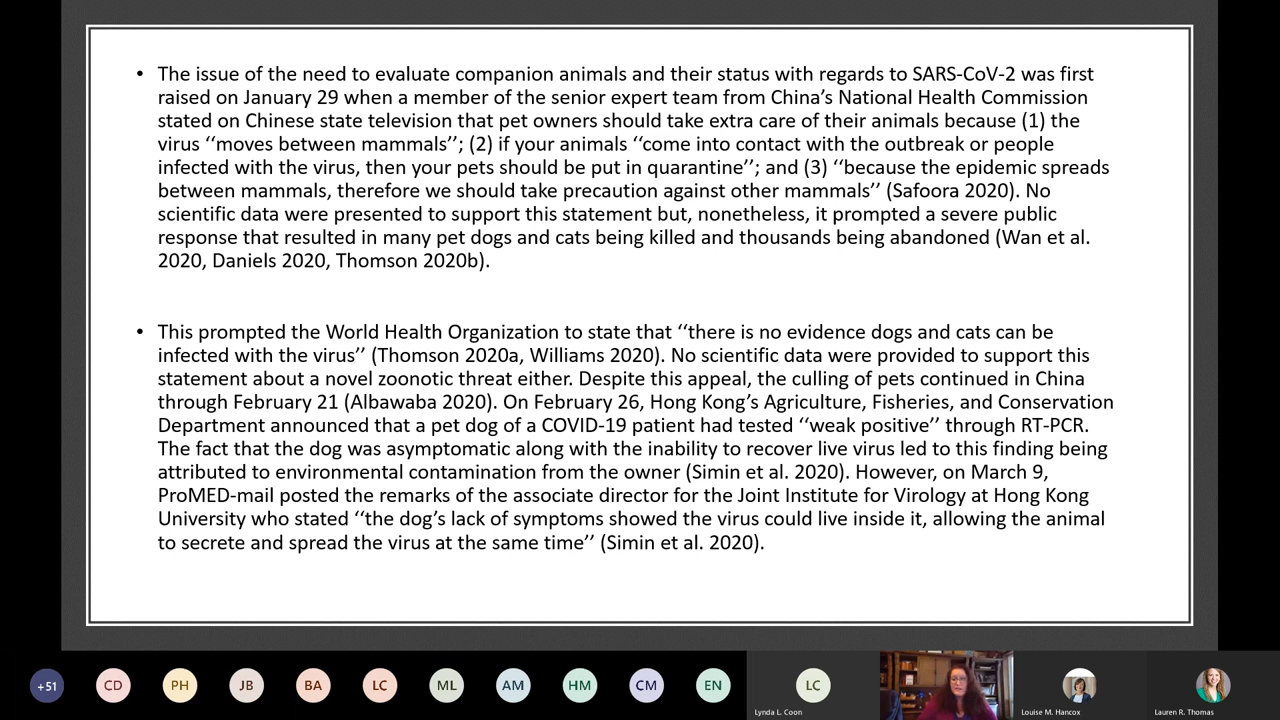 • The issue of the need to evaluate companion animals and their status with regards to SARS-CoV-2 was first
raised on January 29 when a member of the senior expert team from China’s National Health Commission
stated on Chinese state television that pet owners should take extra care of their animals because (1) the
virus ‘‘moves between mammals’’; (2) if your animals ‘‘come into contact with the outbreak or people
infected with the virus, then your pets should be put in quarantine’’; and (3) ‘‘because the epidemic spreads
between mammals, therefore we should take precaution against other mammals’’ (Safoora 2020). No
scientific data were presented to support this statement but, nonetheless, it prompted a severe public
response that resulted in many pet dogs and cats being killed and thousands being abandoned (Wan et al.
2020, Daniels 2020, Thomson 2020b).
• This prompted the World Health Organization to state that ‘‘there is no evidence dogs and cats can be
infected with the virus’’ (Thomson 2020a, Williams 2020). No scientific data were provided to support this
statement about a novel zoonotic threat either. Despite this appeal, the culling of pets continued in China
through February 21 (Albawaba 2020). On February 26, Hong Kong’s Agriculture, Fisheries, and Conservation
Department announced that a pet dog of a COVID-19 patient had tested ‘‘weak positive’’ through RT-PCR.
The fact that the dog was asymptomatic along with the inability to recover live virus led to this finding being
attributed to environmental contamination from the owner (Simin et al. 2020). However, on March 9,
ProMED-mail posted the remarks of the associate director for the Joint Institute for Virology at Hong Kong
University who stated ‘‘the dog’s lack of symptoms showed the virus could live inside it, allowing the animal
to secrete and spread the virus at the same time’’ (Simin et al. 2020).
+51 CD PH JB BA LC ML AM HM CM EN LC
Lynda L. Coon Louise M. Hancox Lauren R. Thomas